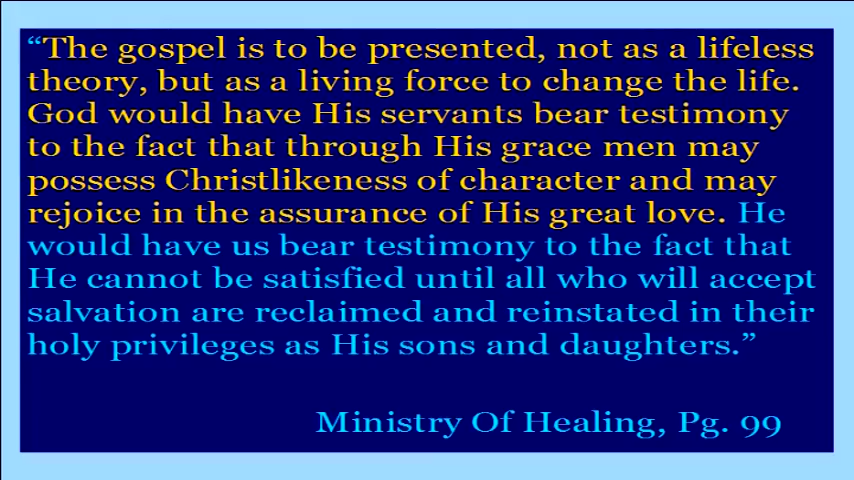 “The gospel is to be presented, not as a lifeless
theory, but as a living force to change the life.
God would have His servants bear testimony
to the fact that through His grace men may
possess Christlikeness of character and may
rejoice in the assurance of His great love. He
would have us bear testimony to the fact that
He cannot be satisfied until all who will accept
salvation are reclaimed and reinstated in their
holy privileges as His sons and daughters.”
Ministry Of Healing, Pg. 99